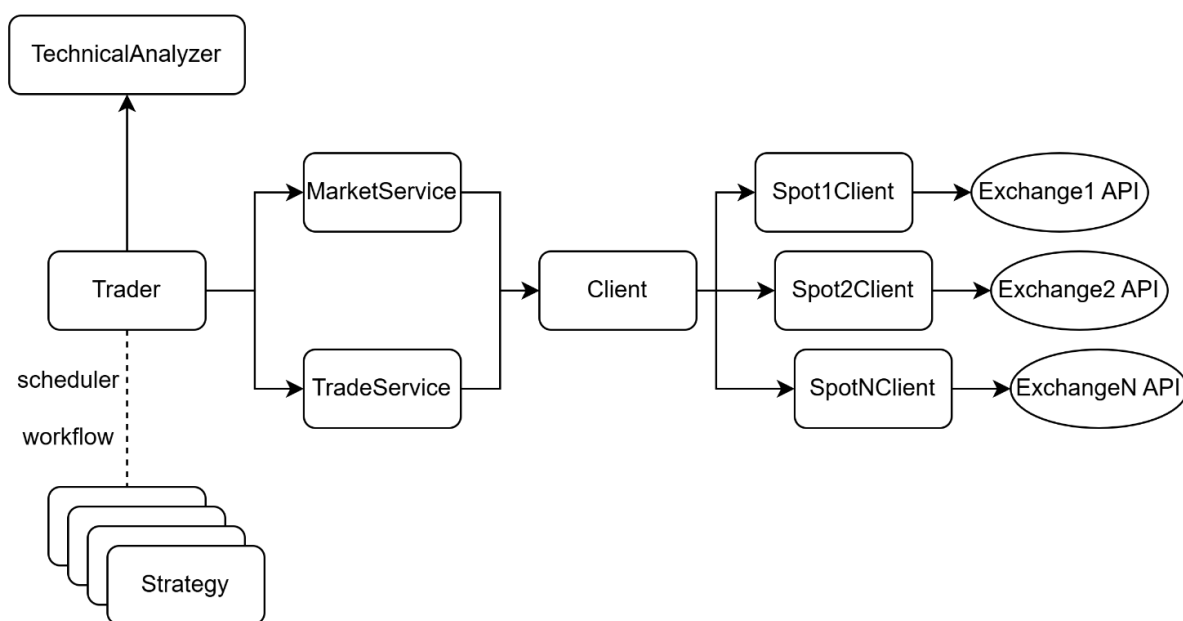 TechnicalAnalyzer
MarketService
Spot1Client
Exchange1 API
Trader
Client
Spot2Client
Exchange2 API
scheduler
TradeService
SpotNClient
ExchangeN API
workflow
Strategy